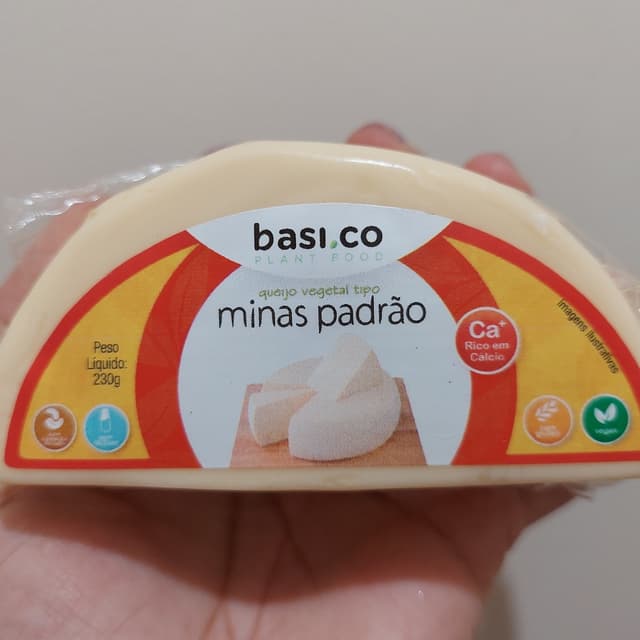 basi.co
PLANT FOOD
queijo vegetal tipo
minas padrão
Ca+
Rico em
Cálcio
Imagens ilustrativas
Peso
Líquido:
230g
vegan